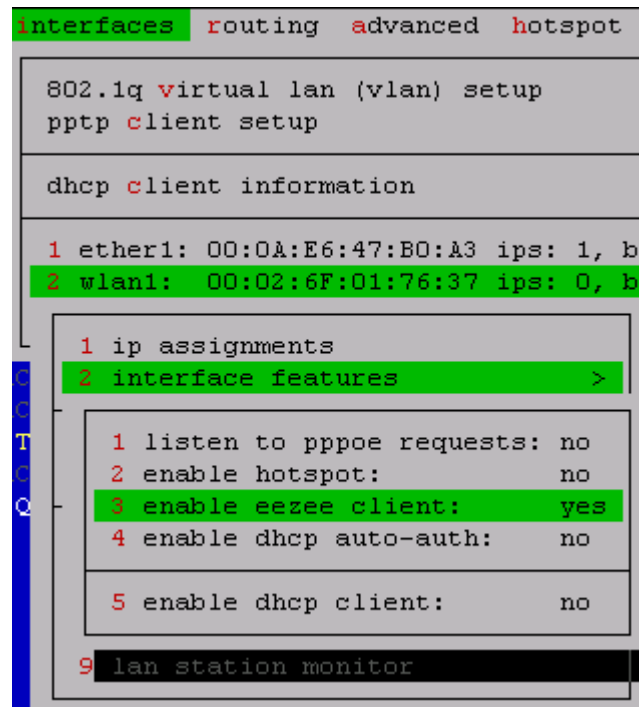 interfaces routing advanced hotspot
802.1q virtual lan (vlan) setup
pptp client setup
dhcp client information
1 ether1: 00:0A:E6:47:B0:A3 ips: 1, b
2 wlan1: 00:02:6F:01:76:37 ips: 0, b
1 ip assignments
2 interface features >
1 listen to pppoe requests: no
2 enable hotspot: no
3 enable eezee client: yes
4 enable dhcp auto-auth: no
5 enable dhcp client: no
9 lan station monitor
C
C
T
C
Q